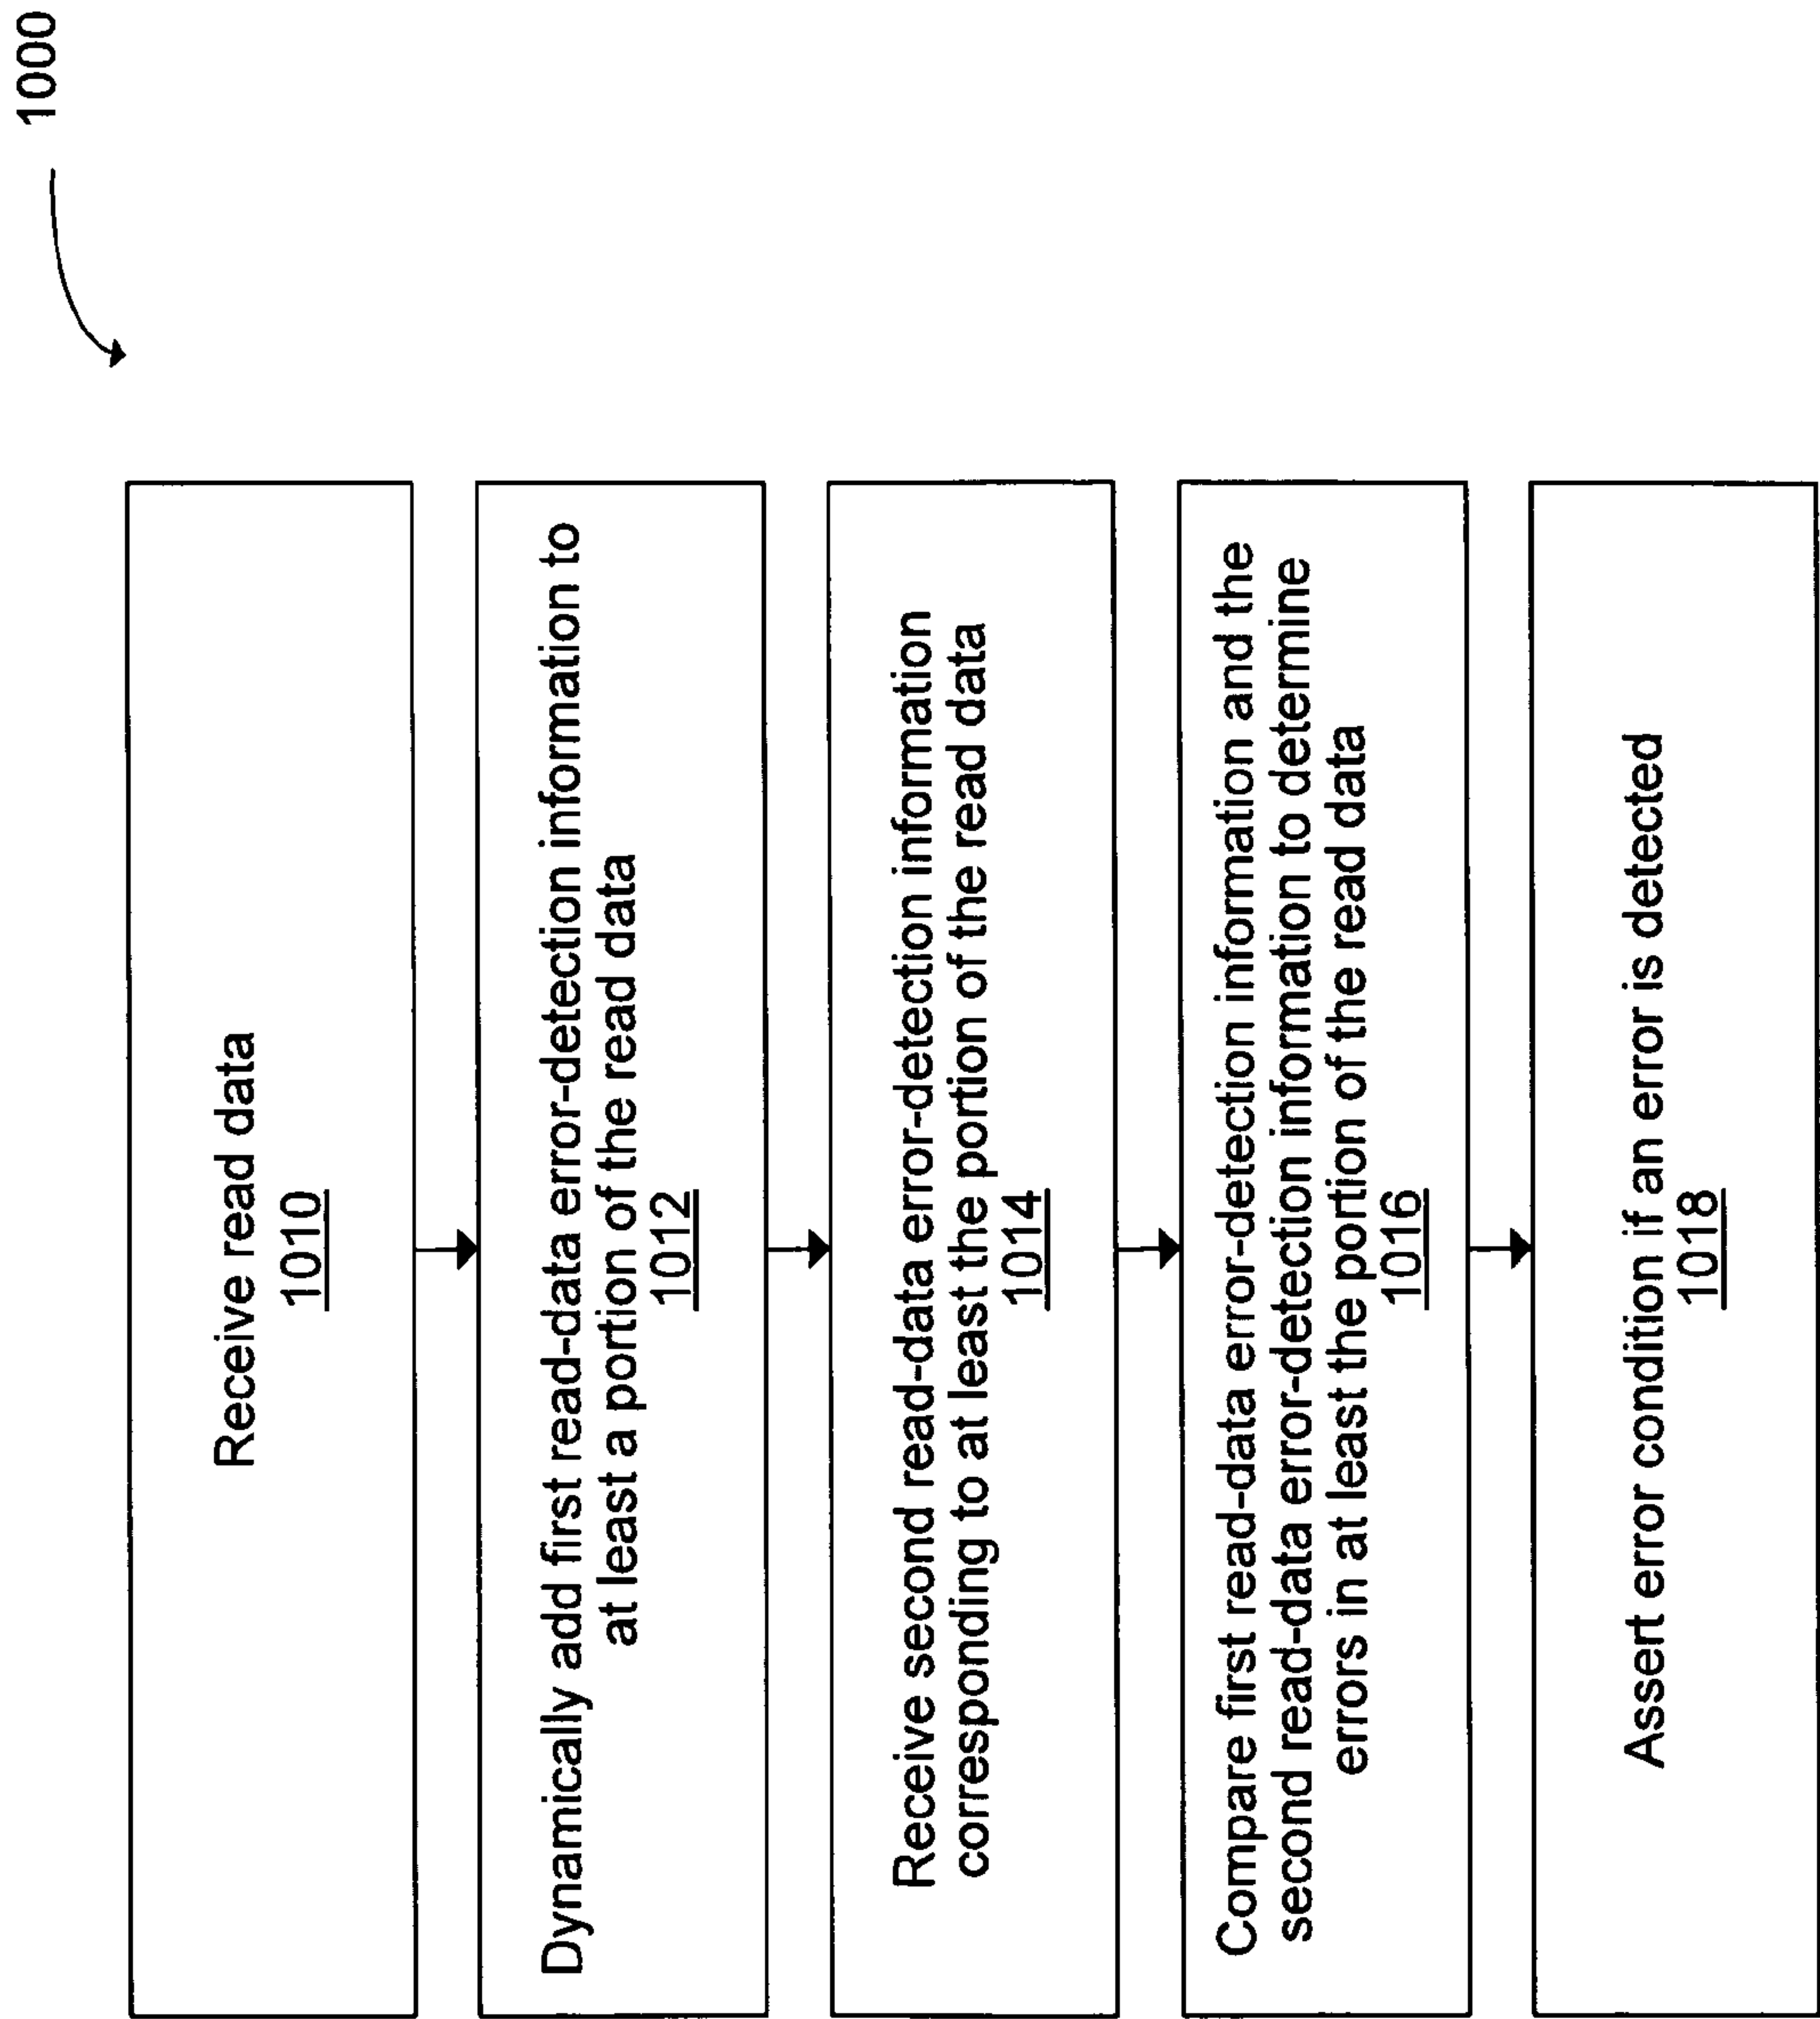 1000
Receive read data
1010
Dynamically add first read-data error-detection information to
at least a portion of the read data
1012
Receive second read-data error-detection information
corresponding to at least the portion of the read data
1014
Compare first read-data error-detection information and the
second read-data error-detection information to determine
errors in at least the portion of the read data
1016
Assert error condition if an error is detected
1018